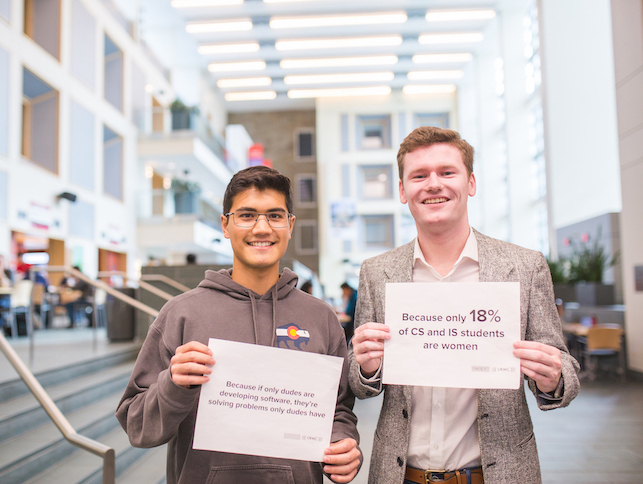 Because if only dudes are
developing software, they're
solving problems only dudes have
Because only 18%
of CS and IS students
are women